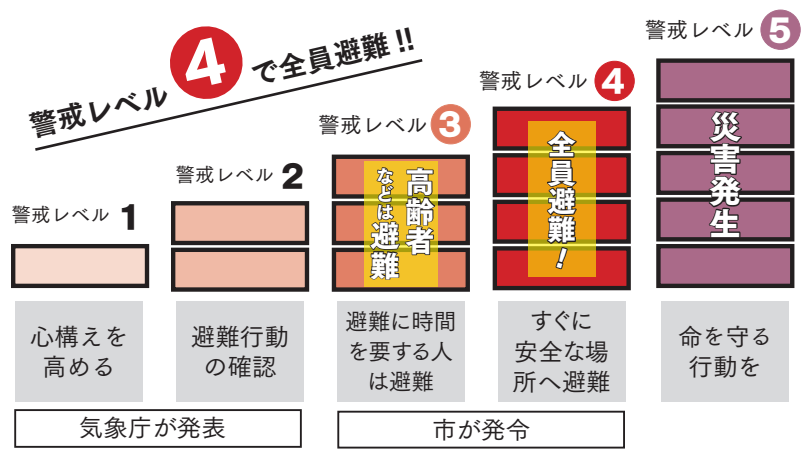 警戒レベル4で全員避難!!
警戒レベル 1
心構えを
高める
警戒レベル 2
避難行動
の確認
気象庁が発表
警戒レベル 3
高齢者
などは避難
避難に時間
を要する人
は避難
警戒レベル 4
全員避難!
すぐに
安全な場
所へ避難
市が発令
警戒レベル 5
災害発生
命を守る
行動を